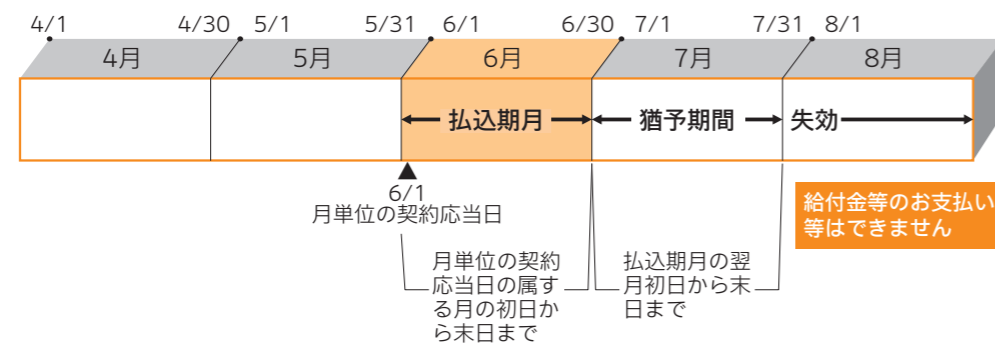 4/1 4/30 5/1 5/31 6/1 6/30 7/1 7/31 8/1
4月 5月 6月 7月 8月
払込期月 猶予期間 失効
6/1
月単位の契約応当日
給付金等のお支払い
等はできません
月単位の契約
応当日の属す
る月の初日か
ら末日まで
払込期月の翌
月初日から末
日まで